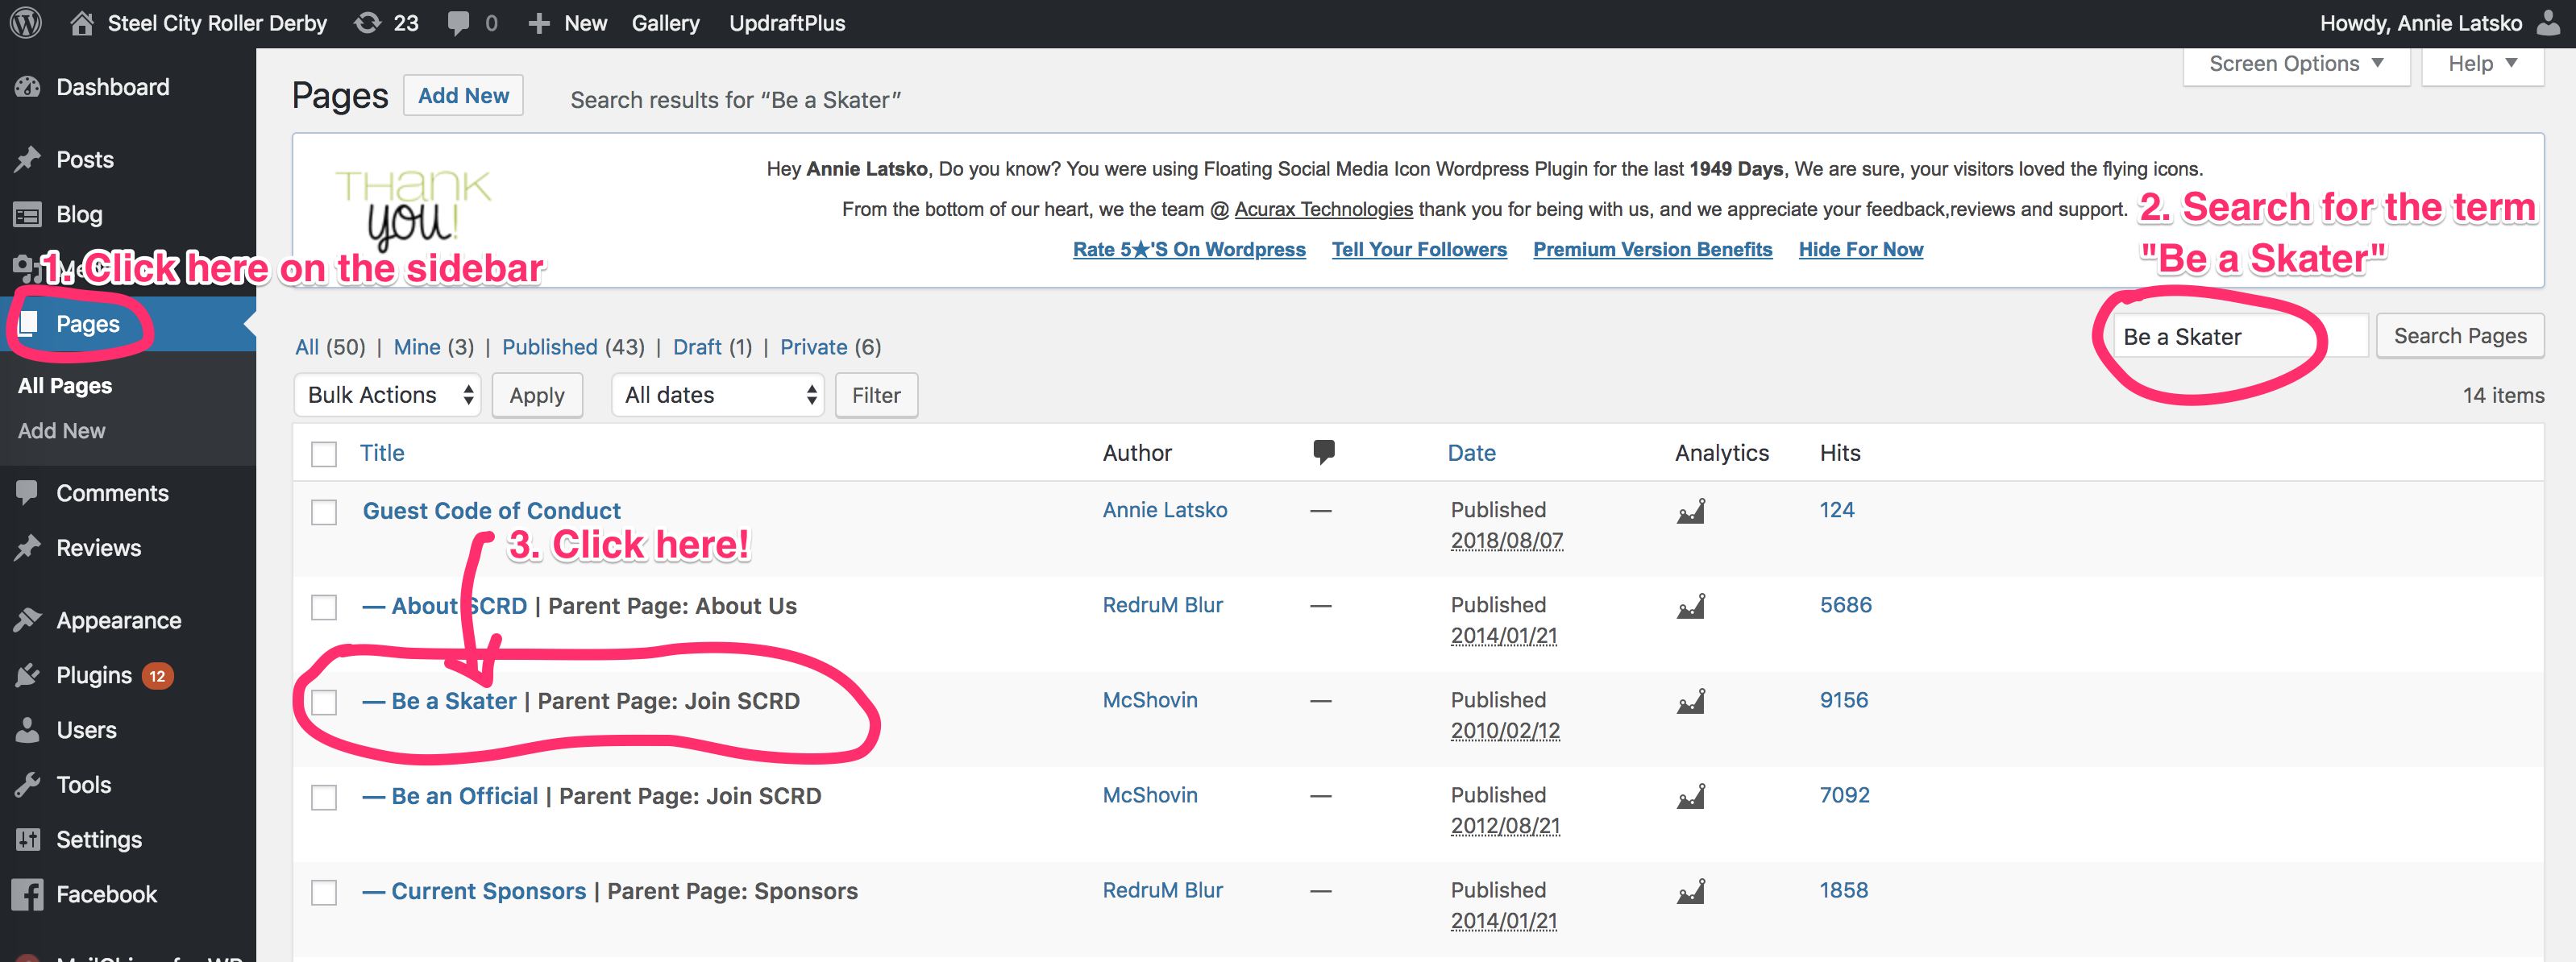 Steel City Roller Derby 23 0 New Gallery UpdraftPlus Howdy, Annie Latsko
Dashboard
Posts
Blog
1. Click here on the sidebar
Pages
All Pages
Add New
Comments
Reviews
Appearance
Plugins 12
Users
Tools
Settings
Facebook
Screen Options Help
Pages Add New Search results for “Be a Skater”
THANK
you!
Hey Annie Latsko, Do you know? You were using Floating Social Media Icon Wordpress Plugin for the last 1949 Days, We are sure, your visitors loved the flying icons.
From the bottom of our heart, we the team @ Acurax Technologies thank you for being with us, and we appreciate your feedback,reviews and support.
Rate 5★'S On Wordpress Tell Your Followers Premium Version Benefits Hide For Now
2. Search for the term
"Be a Skater"
Be a Skater Search Pages
All (50) | Mine (3) | Published (43) | Draft (1) | Private (6)
Bulk Actions Apply All dates Filter 14 items
Title Author Date Analytics Hits
Guest Code of Conduct Annie Latsko — Published 124
2018/08/07
3. Click here!
— About SCRD | Parent Page: About Us RedruM Blur — Published 5686
2014/01/21
— Be a Skater | Parent Page: Join SCRD McShovin — Published 9156
2010/02/12
— Be an Official | Parent Page: Join SCRD McShovin — Published 7092
2012/08/21
— Current Sponsors | Parent Page: Sponsors RedruM Blur — Published 1858
2014/01/21